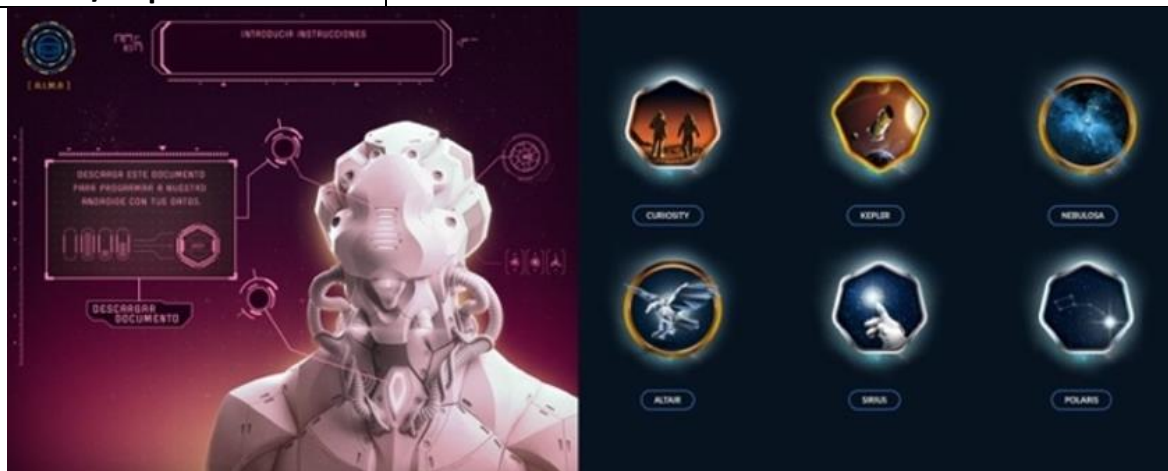 INTRODUCIR INSTRUCCIONES
[A.L.M.A]
DESCARGA ESTE DOCUMENTO
PARA PROGRAMAR A NUESTRO
ANDROIDE CON TUS DATOS.
DESCARGAR
DOCUMENTO
CURIOSITY
KEPLER
NEBULOSA
ALTAIR
SIRIUS
POLARIS